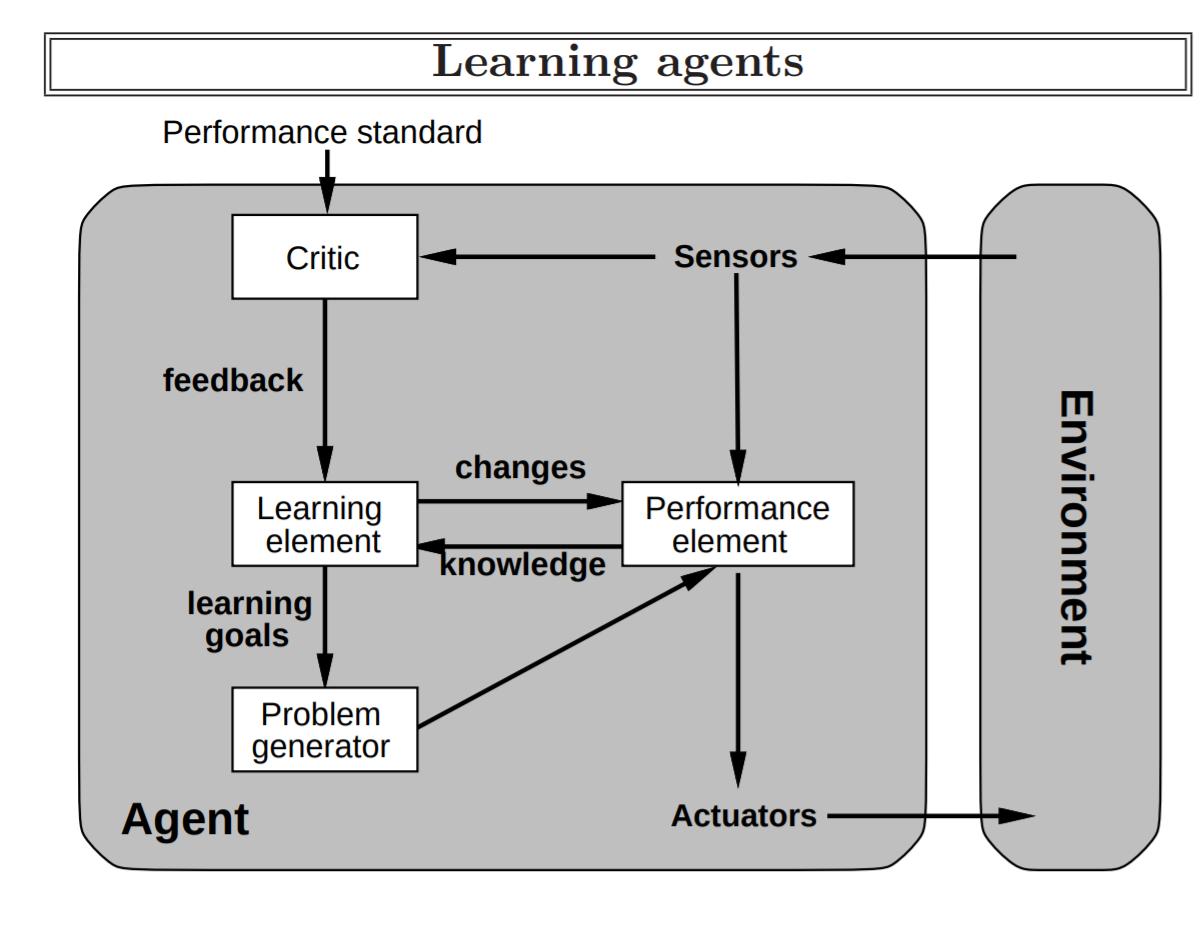 Learning agents
Performance standard
Critic
Sensors
feedback
changes
Learning
element
Performance
element
knowledge
learning
goals
Problem
generator
Agent
Actuators
Environment